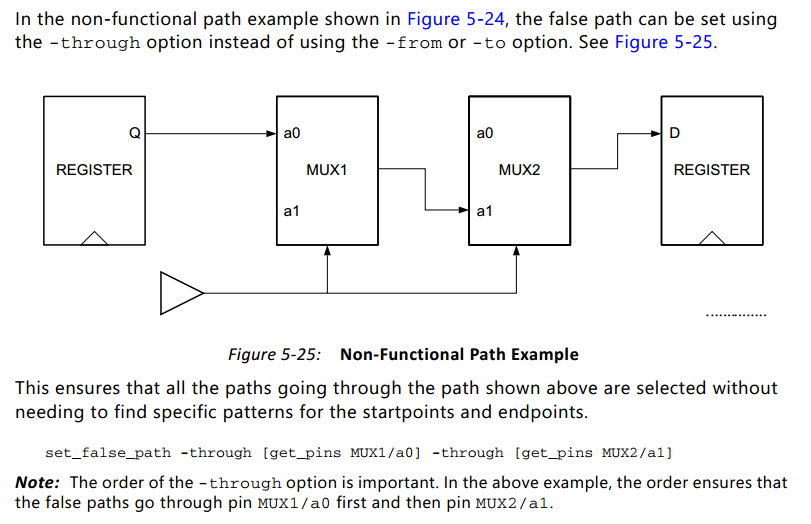 In the non-functional path example shown in Figure 5-24, the false path can be set using
the -through option instead of using the -from or -to option. See Figure 5-25.
Q
a0
a0
D
REGISTER
MUX1
MUX2
REGISTER
a1
a1
Figure 5-25: Non-Functional Path Example
This ensures that all the paths going through the path shown above are selected without
needing to find specific patterns for the startpoints and endpoints.
set_false_path -through [get_pins MUX1/a0] -through [get_pins MUX2/a1]
Note: The order of the -through option is important. In the above example, the order ensures that
the false paths go through pin MUX1/a0 first and then pin MUX2/a1.